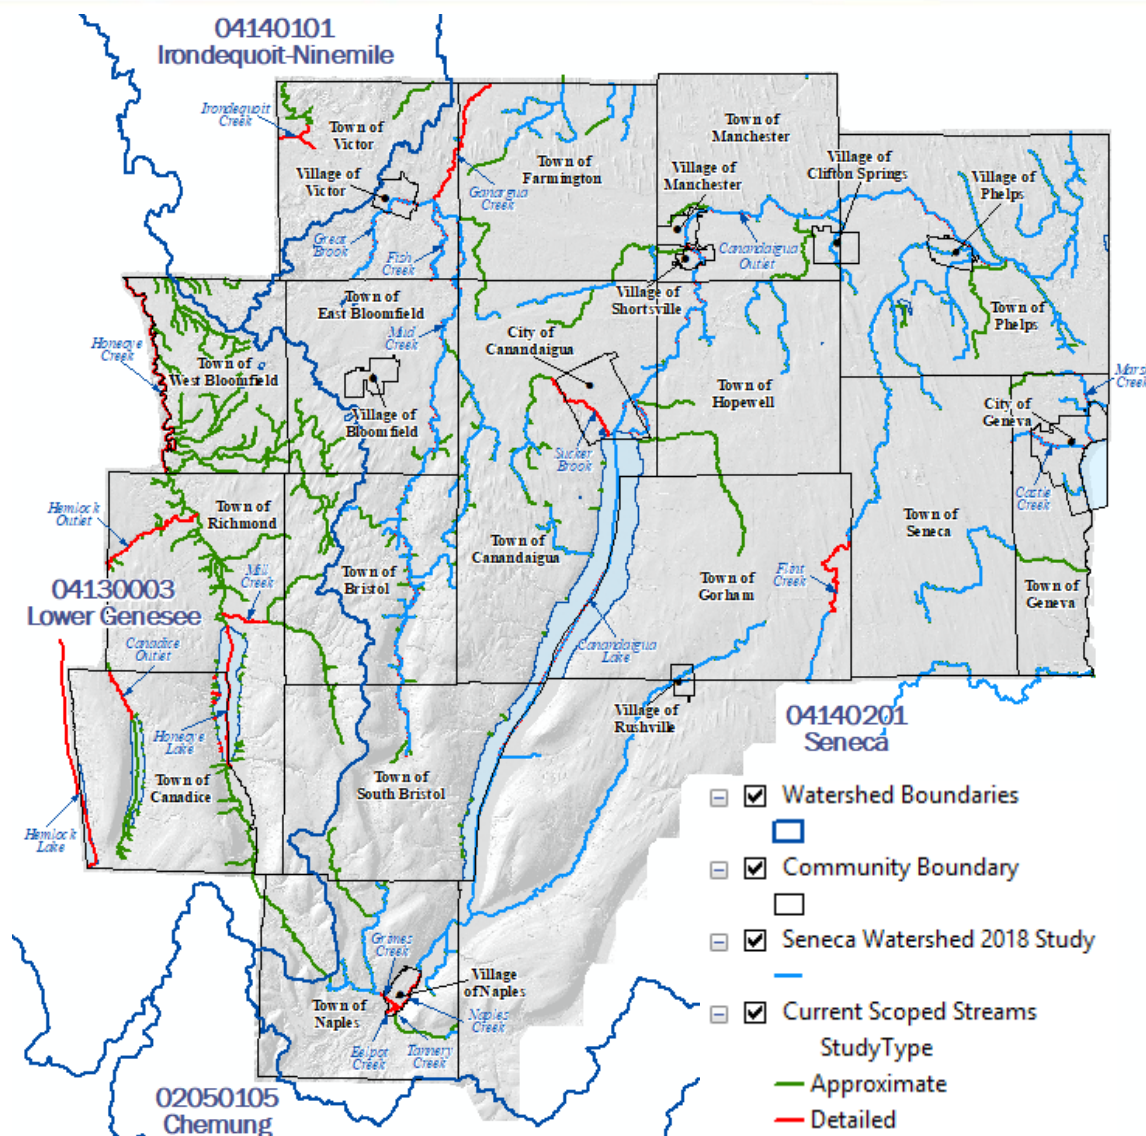 04140101
Irondequoit-Ninemile
Irondequoit
Creek
Town of
Victor
Village of
Victor
Great
Brook
Fish
Creek
Ganargua
Creek
Town of
Farmington
Town of
Manchester
Village of
Manchester
Village of
Clifton Springs
Village of
Phelps
Canandaigua
Outlet
Village of
Shortsville
Town of
Phelps
Town of
East Bloomfield
Mud
Creek
City of
Canandaigua
Honeoye
Creek
Town of
West Bloomfield
Village of
Bloomfield
Town of
Hopewell
Marsh
Creek
City of
Geneva
Sucker
Brook
Castle
Creek
Hemlock
Outlet
Town of
Richmond
Town of
Seneca
Mill
Creek
Town of
Bristol
Town of
Canandaigua
Town of
Gorham
Flint
Creek
Town of
Geneva
04130003
Lower Genesee
Canadice
Outlet
Canandaigua
Lake
Village of
Rushville
04140201
Seneca
Honeoye
Lake
Town of
Canadice
Town of
South Bristol
Hemlock
Lake
Grimes
Creek
Village
of Naples
Town of
Naples
Naples
Creek
Eelpot
Creek
Tannery
Creek
02050105
Chemung
Watershed Boundaries
Community Boundary
Seneca Watershed 2018 Study
Current Scoped Streams
StudyType
Approximate
Detailed